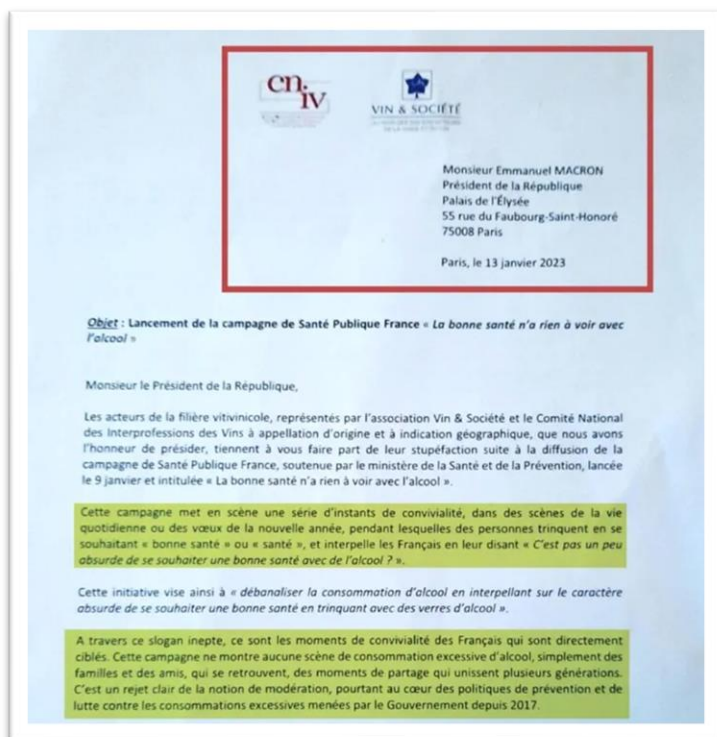 cn
iv
VIN & SOCIÉTÉ
Monsieur Emmanuel MACRON
Président de la République
Palais de l'Élysée
55 rue du Faubourg-Saint-Honoré
75008 Paris
Paris, le 13 janvier 2023
Objet : Lancement de la campagne de Santé Publique France « La bonne santé n'a rien à voir avec
l'alcool »
Monsieur le Président de la République,
Les acteurs de la filière vitivinicole, représentés par l'association Vin & Société et le Comité National
des Interprofessions des Vins à appellation d'origine et à indication géographique, que nous avons
l'honneur de présider, tiennent à vous faire part de leur stupéfaction suite à la diffusion de la
campagne de Santé Publique France, soutenue par le ministère de la Santé et de la Prévention, lancée
le 9 janvier et intitulée « La bonne santé n'a rien à voir avec l'alcool ».
Cette campagne met en scène une série d'instants de convivialité, dans des scènes de la vie
quotidienne ou des vœux de la nouvelle année, pendant lesquelles des personnes trinquent en se
souhaitant « bonne santé » ou « santé », et interpelle les Français en leur disant « C'est pas un peu
absurde de se souhaiter une bonne santé avec de l'alcool ? ».
Cette initiative vise ainsi à « débanaliser la consommation d'alcool en interpellant sur le caractère
absurde de se souhaiter une bonne santé en trinquant avec des verres d'alcool ».
A travers ce slogan inepte, ce sont les moments de convivialité des Français qui sont directement
ciblés. Cette campagne ne montre aucune scène de consommation excessive d'alcool, simplement des
familles et des amis, qui se retrouvent, des moments de partage qui unissent plusieurs générations.
C'est un rejet clair de la notion de modération, pourtant au cœur des politiques de prévention et de
lutte contre les consommations excessives menées par le Gouvernement depuis 2017.